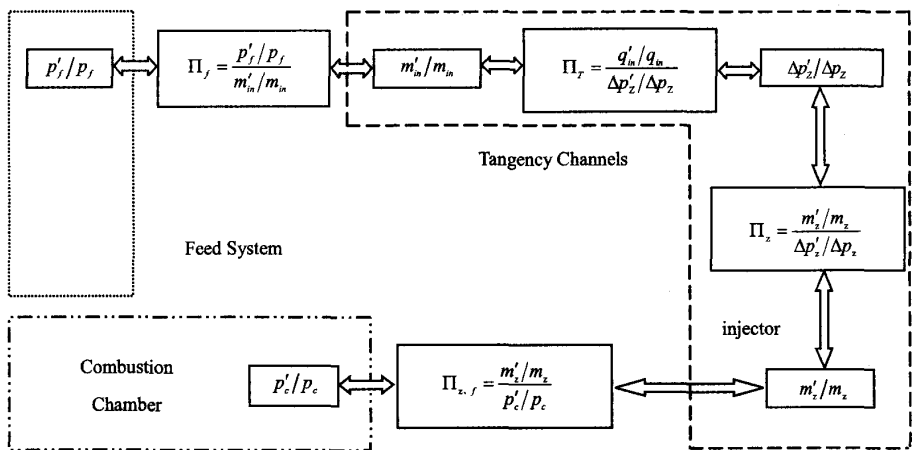 p′_f/p_f
Π_f = (p′_f/p_f)/(m′_in/m_in)
m′_in/m_in
Π_T = (q′_in/q_in)/(Δp′_Z/Δp_Z)
Δp′_Z/Δp_Z
Tangency Channels
Π_z = (m′_z/m_z)/(Δp′_z/Δp_z)
Feed System
injector
Combustion
Chamber
p′_c/p_c
Π_z,f = (m′_z/m_z)/(p′_c/p_c)
m′_z/m_z